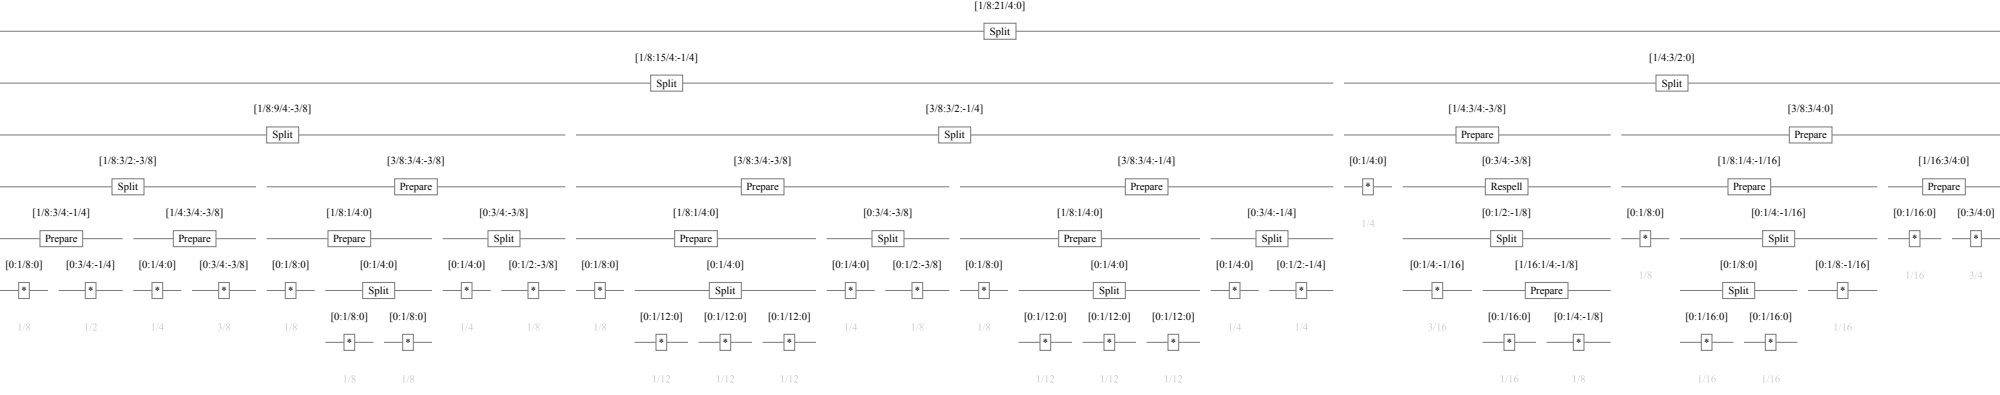 [1/8:21/4:0]
Split
[1/8:15/4:-1/4] [1/4:3/2:0]
Split Split
[1/8:9/4:-3/8] [3/8:3/2:-1/4] [1/4:3/4:-3/8] [3/8:3/4:0]
Split Split Prepare Prepare
[1/8:3/2:-3/8] [3/8:3/4:-3/8] [3/8:3/4:-3/8] [3/8:3/4:-1/4] [0:1/4:0] [0:3/4:-3/8] [1/8:1/4:-1/16] [1/16:3/4:0]
Split Prepare Prepare Prepare * Respell Prepare Prepare
[1/8:3/4:-1/4] [1/4:3/4:-3/8] [1/8:1/4:0] [0:3/4:-3/8] [1/8:1/4:0] [0:3/4:-3/8] [1/8:1/4:0] [0:3/4:-1/4] 1/4 [0:1/2:-1/8] [0:1/8:0] [0:1/4:-1/16] [0:1/16:0] [0:3/4:0]
Prepare Prepare Prepare Split Prepare Split Prepare Split Split * Split * *
[0:1/8:0] [0:3/4:-1/4] [0:1/4:0] [0:3/4:-3/8] [0:1/8:0] [0:1/4:0] [0:1/4:0] [0:1/2:-3/8] [0:1/8:0] [0:1/4:0] [0:1/4:0] [0:1/2:-3/8] [0:1/8:0] [0:1/4:0] [0:1/4:0] [0:1/2:-1/4] [0:1/4:-1/16] [1/16:1/4:-1/8] 1/8 [0:1/8:0] [0:1/8:-1/16] 1/16 3/4
* * * * * Split * * * Split * * * Split * * * Prepare Split *
1/8 1/2 1/4 3/8 1/8 [0:1/8:0] [0:1/8:0] 1/4 1/8 1/8 [0:1/12:0] [0:1/12:0] [0:1/12:0] 1/4 1/8 1/8 [0:1/12:0] [0:1/12:0] [0:1/12:0] 1/4 1/4 3/16 [0:1/16:0] [0:1/4:-1/8] [0:1/16:0] [0:1/16:0] 1/16
* * * * * * * * * * * *
1/8 1/8 1/12 1/12 1/12 1/12 1/12 1/12 1/16 1/8 1/16 1/16